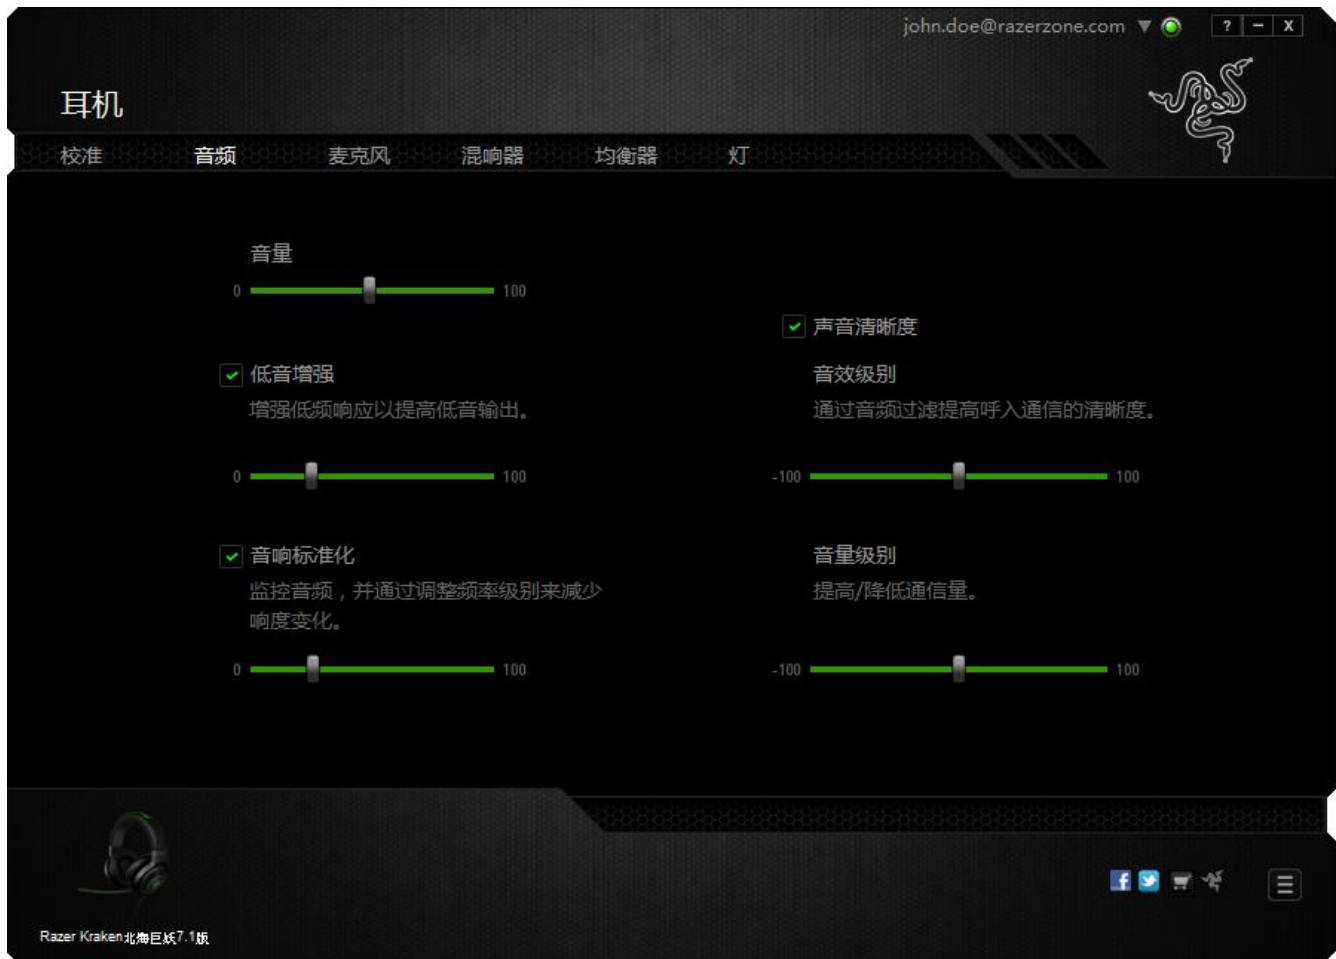 john.doe@razerzone.com
? – X
耳机
校准 音频 麦克风 混响器 均衡器 灯
音量
0 100
声音清晰度
低音增强
增强低频响应以提高低音输出。
0 100
音效级别
通过音频过滤提高呼入通信的清晰度。
-100 100
音响标准化
监控音频，并通过调整频率级别来减少
响度变化。
0 100
音量级别
提高/降低通信量。
-100 100
Razer Kraken北海巨妖7.1版